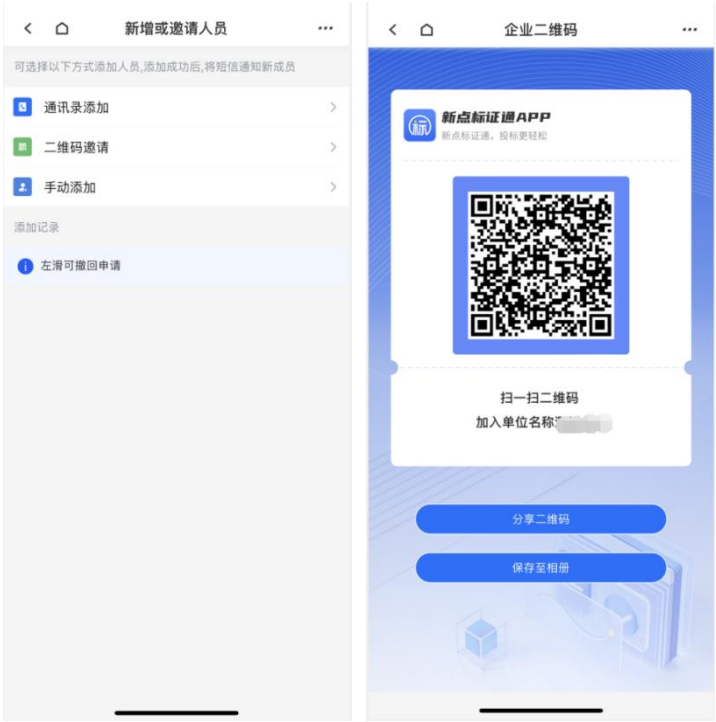 新增或邀请人员
可选择以下方式添加人员,添加成功后,将短信通知新成员
通讯录添加
二维码邀请
手动添加
添加记录
左滑可撤回申请
企业二维码
标
新点标证通APP
新点标证通，投标更轻松
扫一扫二维码
加入单位名称
分享二维码
保存至相册